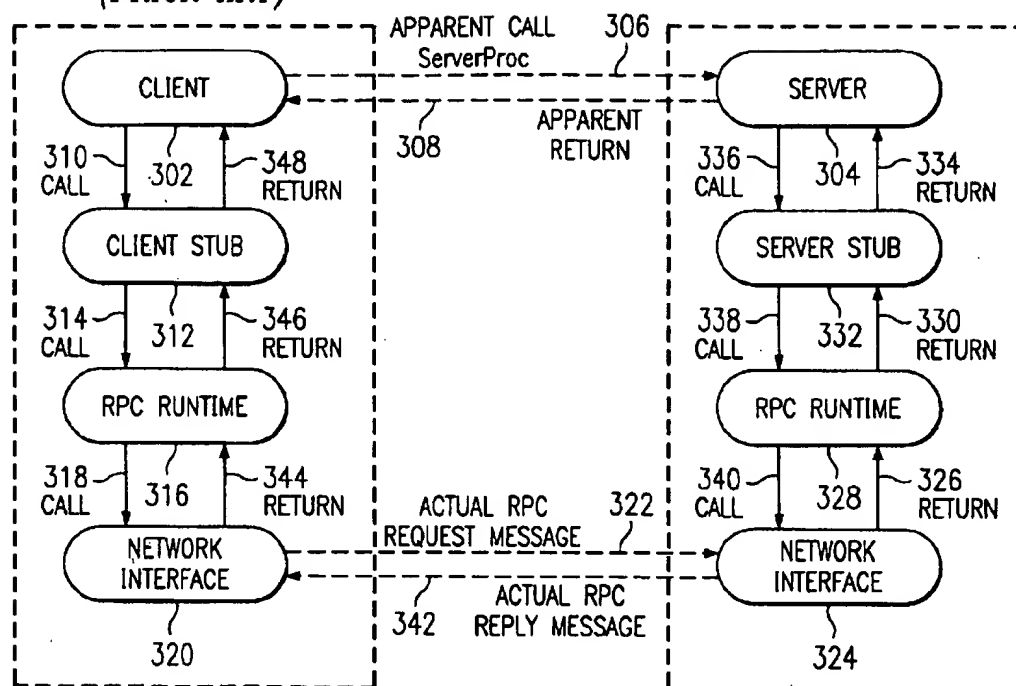 (PRIOR ART)
APPARENT CALL 306
ServerProc
CLIENT
SERVER
308
APPARENT
RETURN
310
CALL
302
348
RETURN
336
CALL
304
334
RETURN
CLIENT STUB
SERVER STUB
314
CALL
312
346
RETURN
338
CALL
332
330
RETURN
RPC RUNTIME
RPC RUNTIME
318
CALL
316
344
RETURN
340
CALL
328
326
RETURN
ACTUAL RPC 322
REQUEST MESSAGE
NETWORK
INTERFACE
NETWORK
INTERFACE
342
ACTUAL RPC
REPLY MESSAGE
320
324